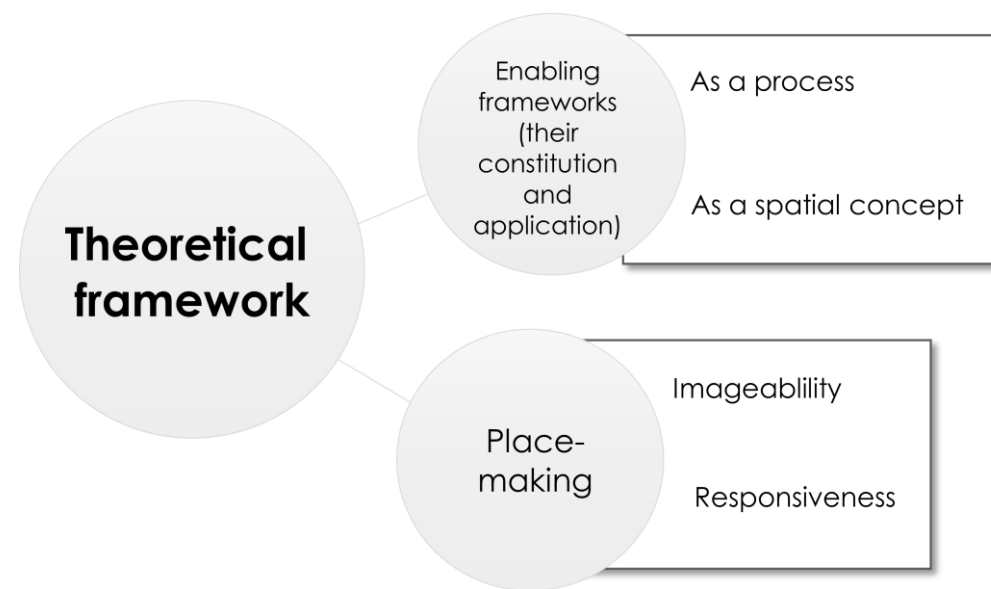 Theoretical
framework
Enabling
frameworks
(their
constitution
and
application)
As a process
As a spatial concept
Place-
making
Imageablility
Responsiveness